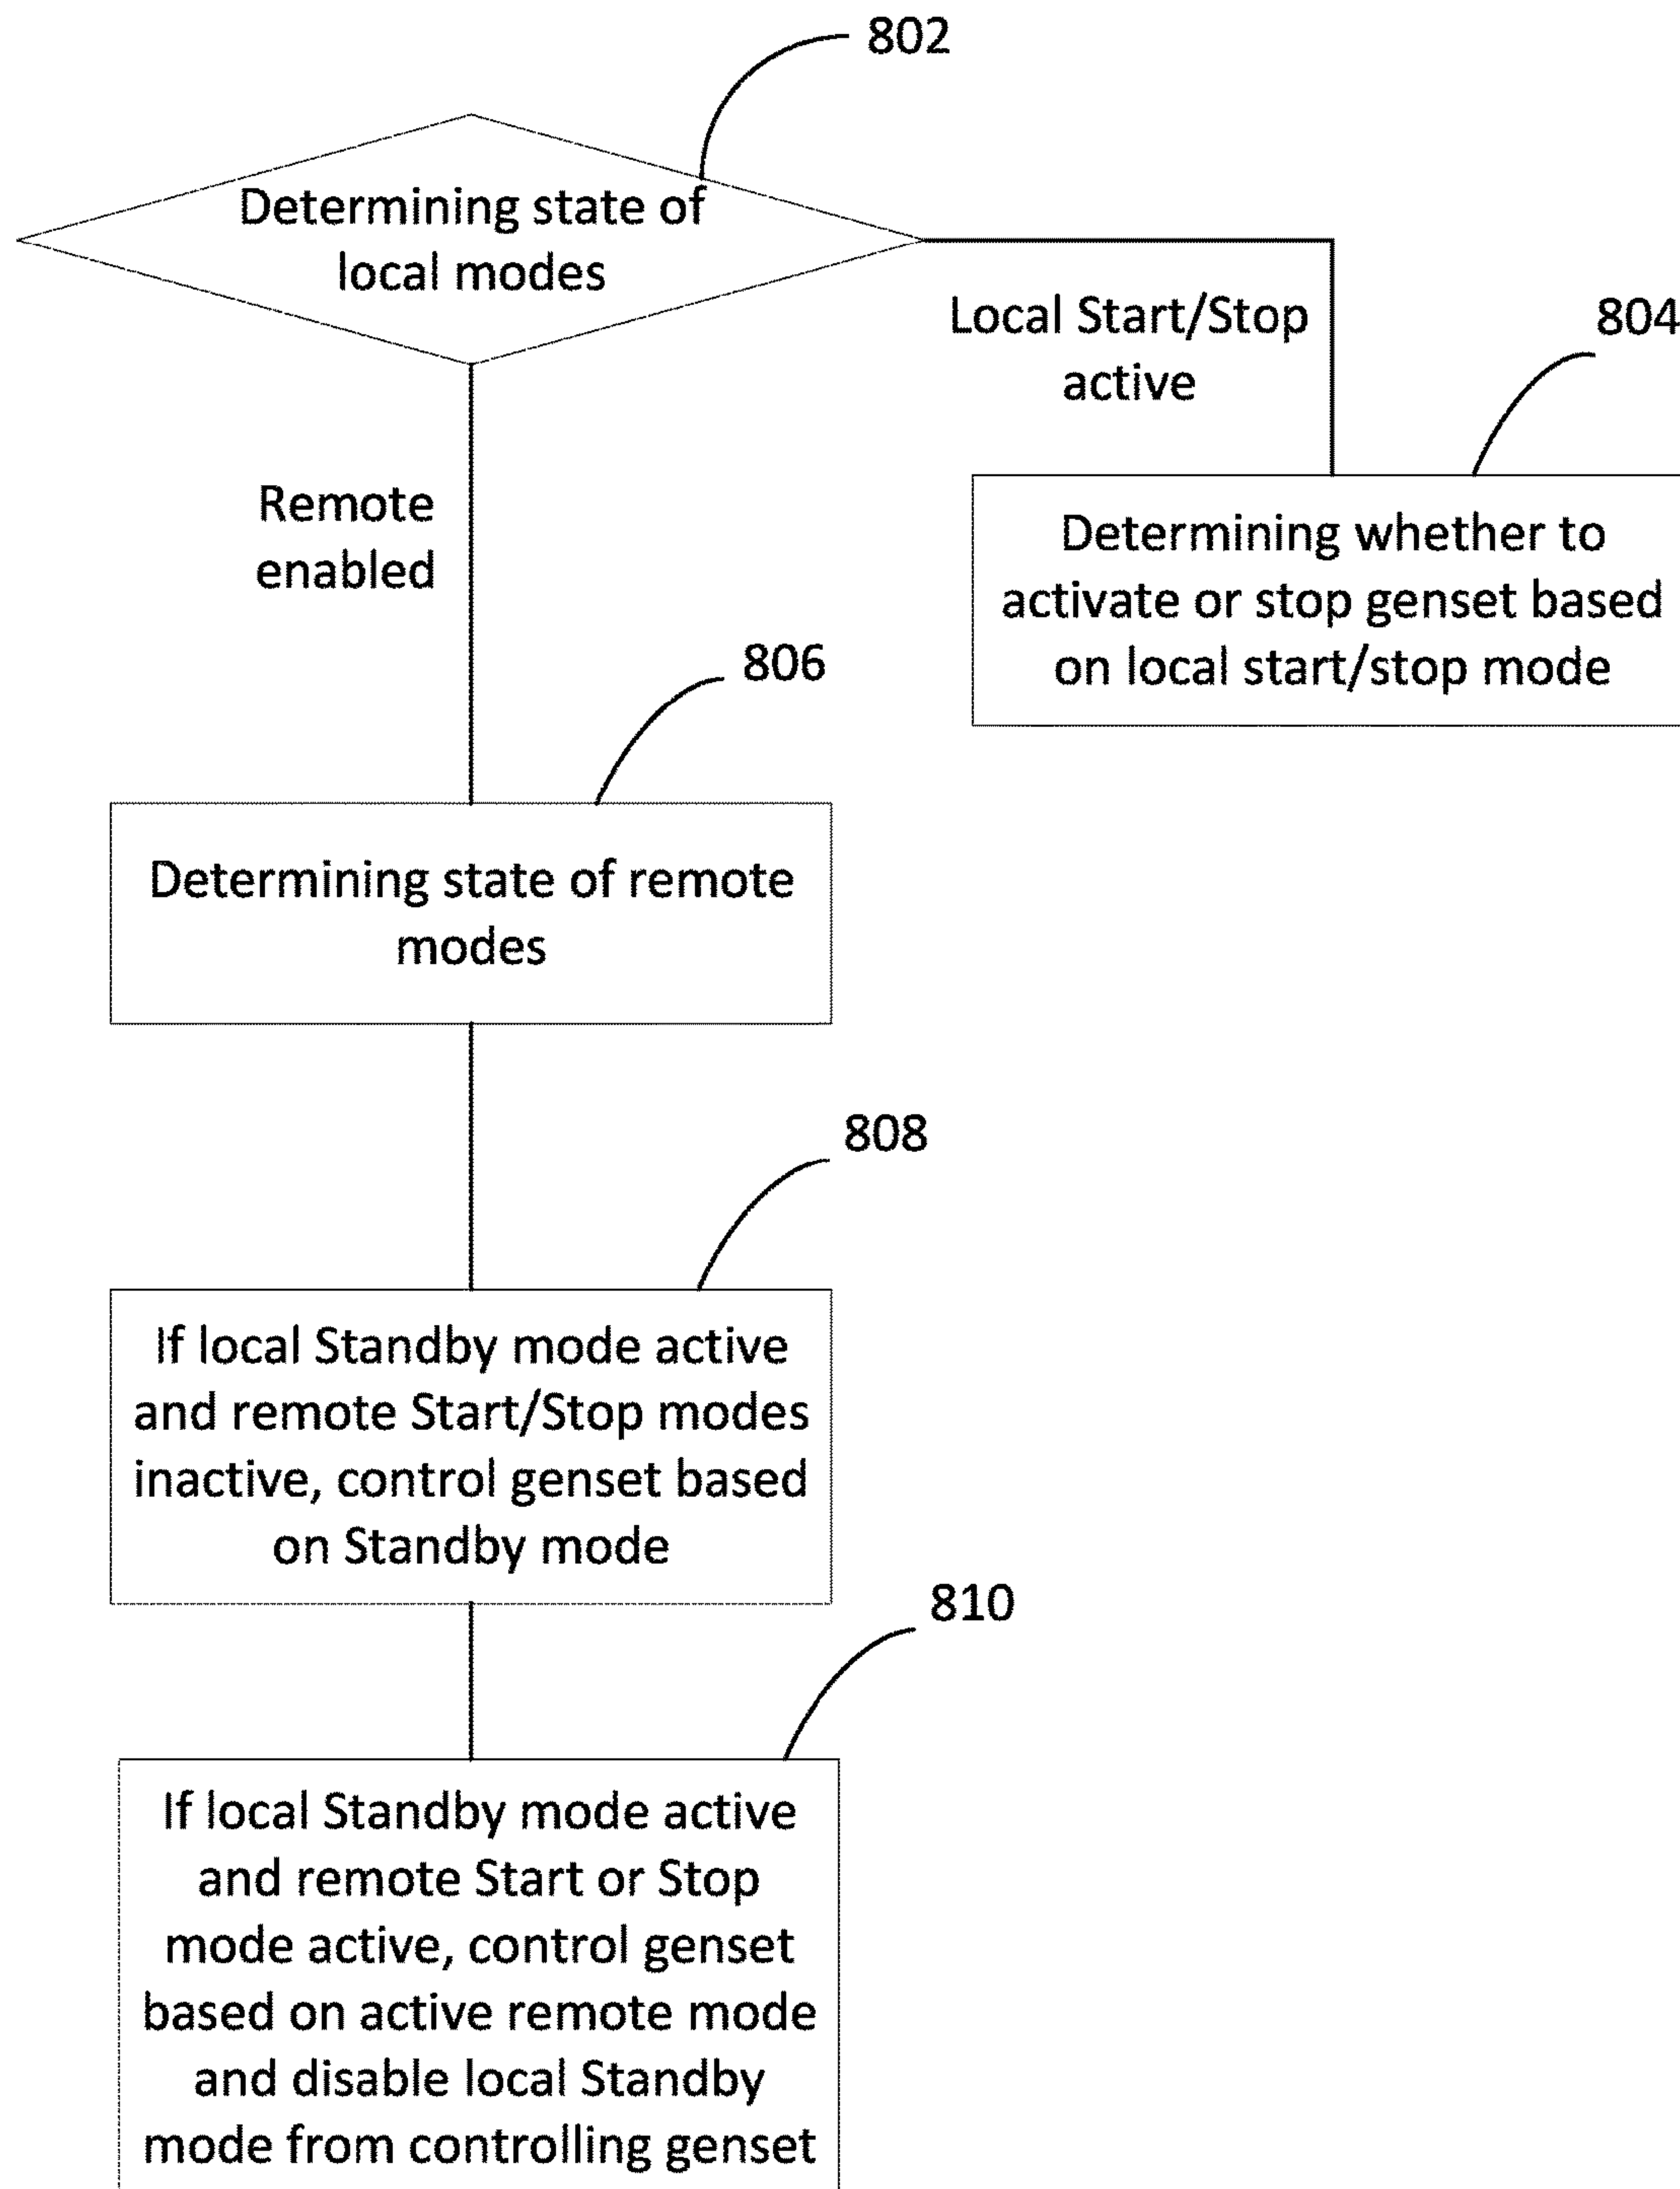 802
Determining state of
local modes
Local Start/Stop
active
804
Determining whether to
activate or stop genset based
on local start/stop mode
Remote
enabled
806
Determining state of remote
modes
808
If local Standby mode active
and remote Start/Stop modes
inactive, control genset based
on Standby mode
810
If local Standby mode active
and remote Start or Stop
mode active, control genset
based on active remote mode
and disable local Standby
mode from controlling genset